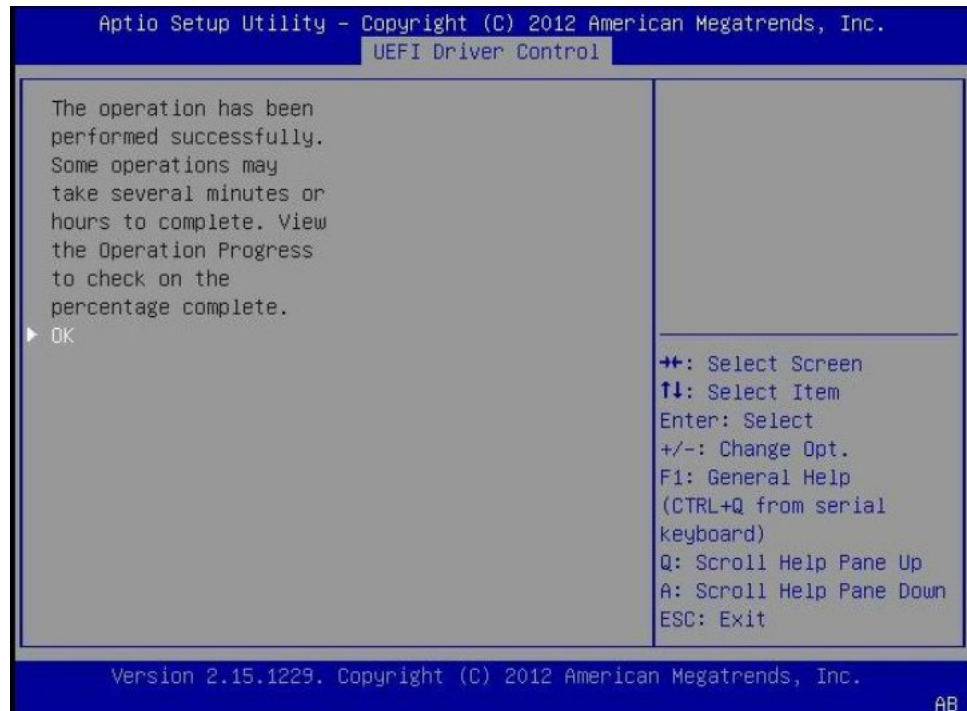 Aptio Setup Utility – Copyright (C) 2012 American Megatrends, Inc.
UEFI Driver Control
The operation has been
performed successfully.
Some operations may
take several minutes or
hours to complete. View
the Operation Progress
to check on the
percentage complete.
▶ OK
→←: Select Screen
↑↓: Select Item
Enter: Select
+/-: Change Opt.
F1: General Help
(CTRL+Q from serial
keyboard)
Q: Scroll Help Pane Up
A: Scroll Help Pane Down
ESC: Exit
Version 2.15.1229. Copyright (C) 2012 American Megatrends, Inc.
AB